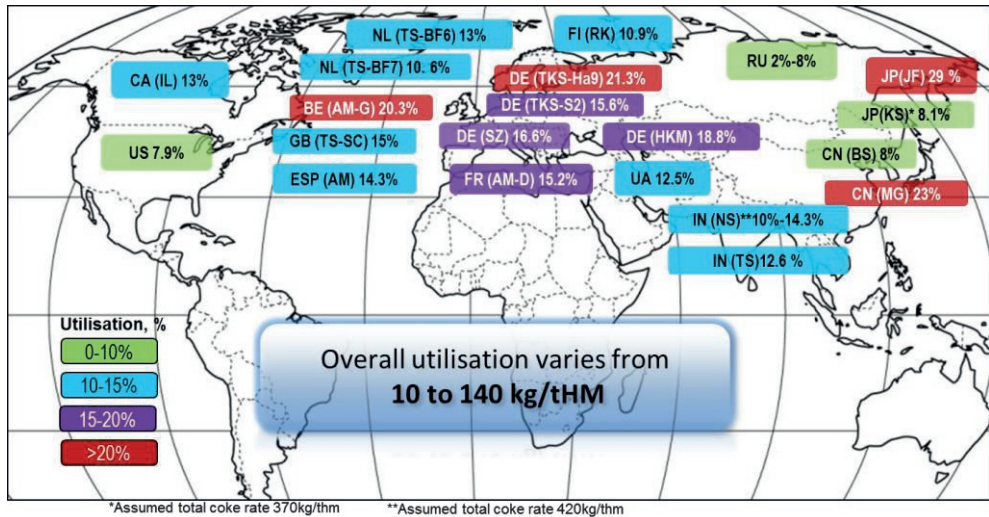 NL (TS-BF6) 13%
FI (RK) 10.9%
RU 2%-8%
CA (IL) 13%
NL (TS-BF7) 10. 6%
DE (TKS-Ha9) 21.3%
JP(JF) 29 %
BE (AM-G) 20.3%
DE (TKS-S2) 15.6%
JP(KS)* 8.1%
US 7.9%
GB (TS-SC) 15%
DE (SZ) 16.6%
DE (HKM) 18.8%
CN (BS) 8%
ESP (AM) 14.3%
FR (AM-D) 15.2%
UA 12.5%
CN (MG) 23%
IN (NS)**10%-14.3%
IN (TS)12.6 %
Utilisation, %
0-10%
10-15%
15-20%
>20%
Overall utilisation varies from
10 to 140 kg/tHM
*Assumed total coke rate 370kg/thm
**Assumed total coke rate 420kg/thm